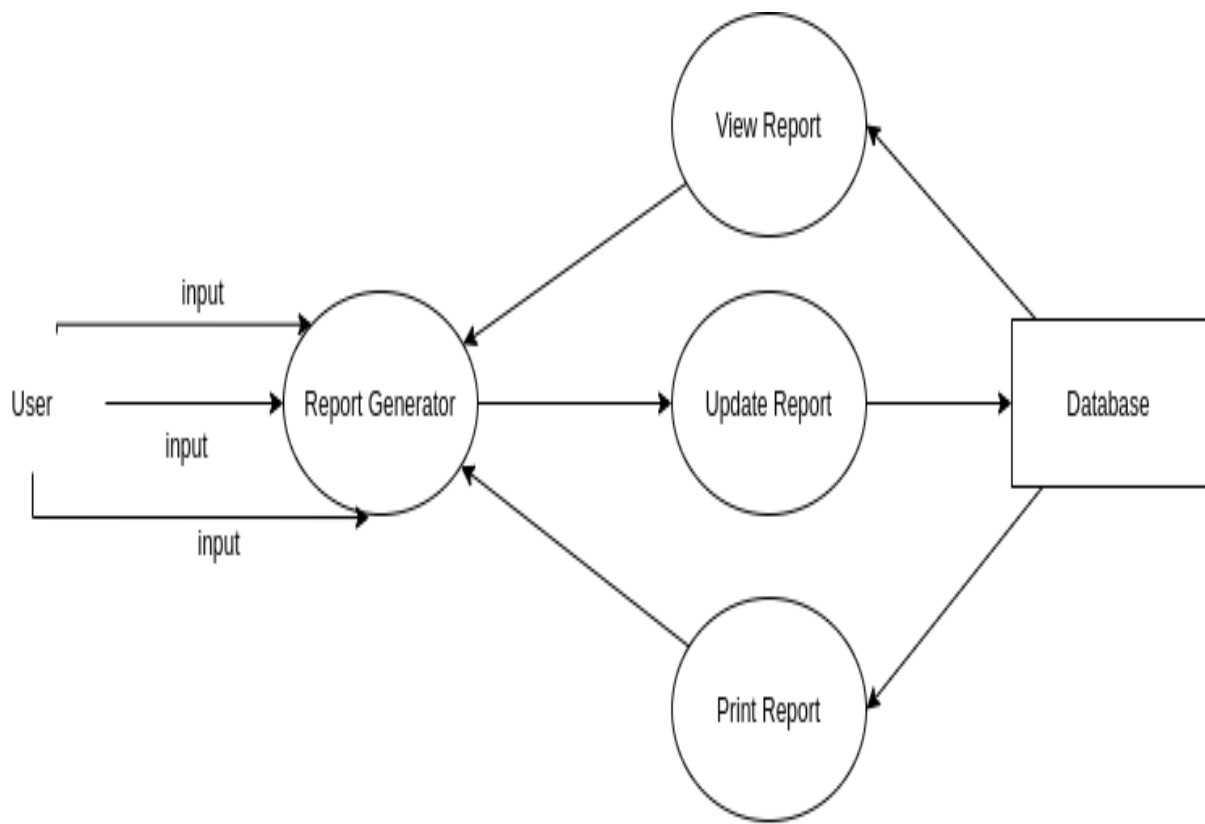 View Report
input
User
Report Generator
Update Report
Database
input
input
Print Report